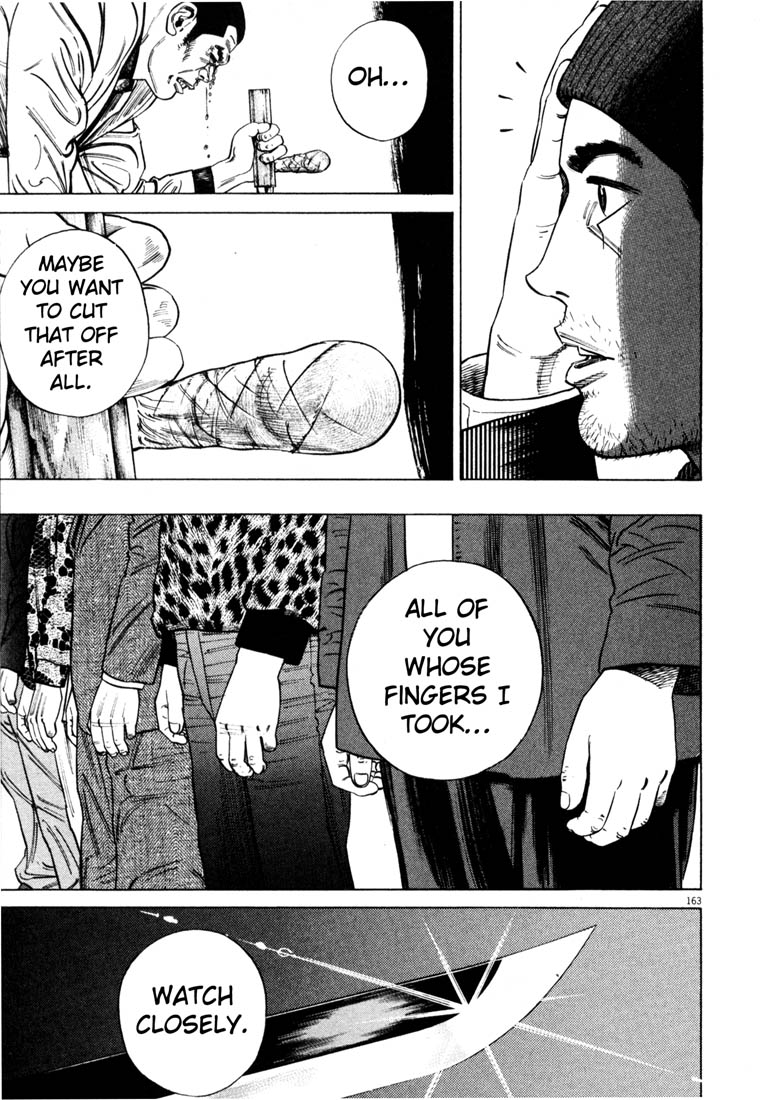 OH...
MAYBE
YOU WANT
TO CUT
THAT OFF
AFTER
ALL.
ALL OF
YOU
WHOSE
FINGERS I
TOOK...
163
WATCH
CLOSELY.